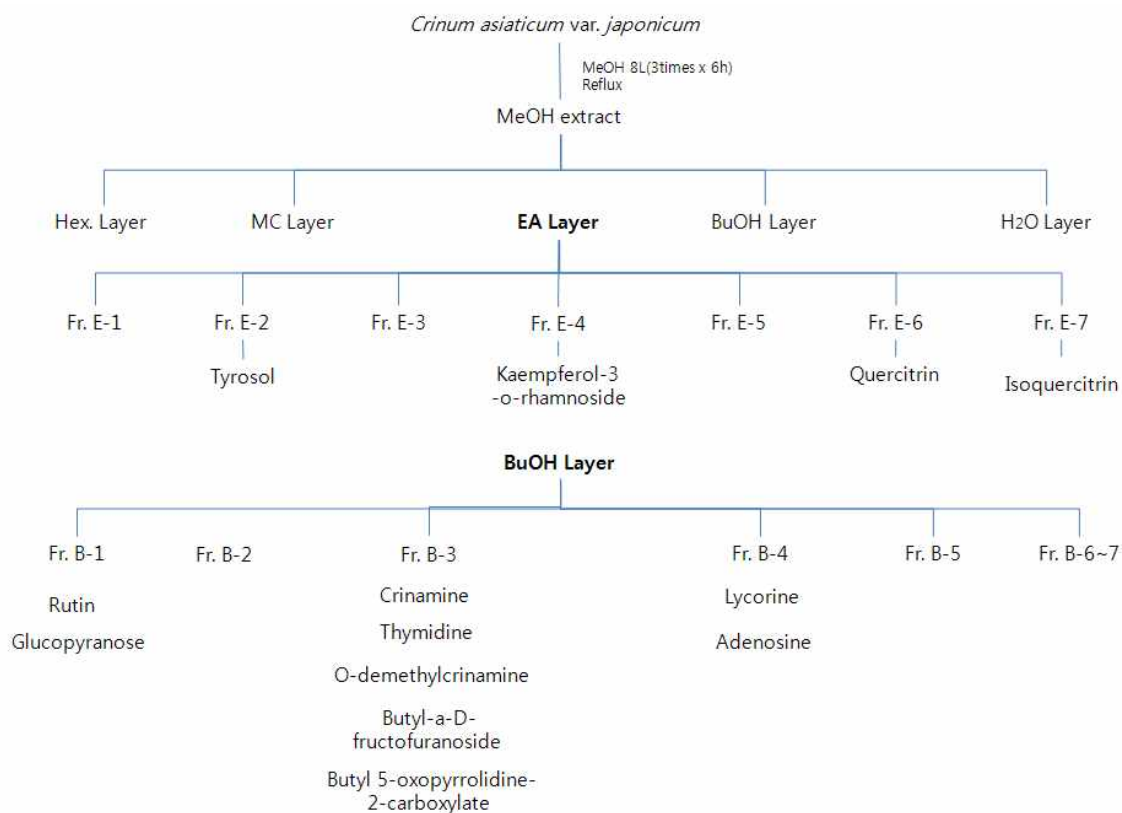 Crinum asiaticum var. japonicum
MeOH 8L(3times x 6h)
Reflux
MeOH extract
Hex. Layer
MC Layer
EA Layer
BuOH Layer
H2O Layer
Fr. E-1
Fr. E-2
Fr. E-3
Fr. E-4
Fr. E-5
Fr. E-6
Fr. E-7
Tyrosol
Kaempferol-3
-o-rhamnoside
Quercitrin
Isoquercitrin
BuOH Layer
Fr. B-1
Fr. B-2
Fr. B-3
Fr. B-4
Fr. B-5
Fr. B-6~7
Rutin
Glucopyranose
Crinamine
Thymidine
O-demethylcrinamine
Butyl-a-D-
fructofuranoside
Butyl 5-oxopyrrolidine-
2-carboxylate
Lycorine
Adenosine